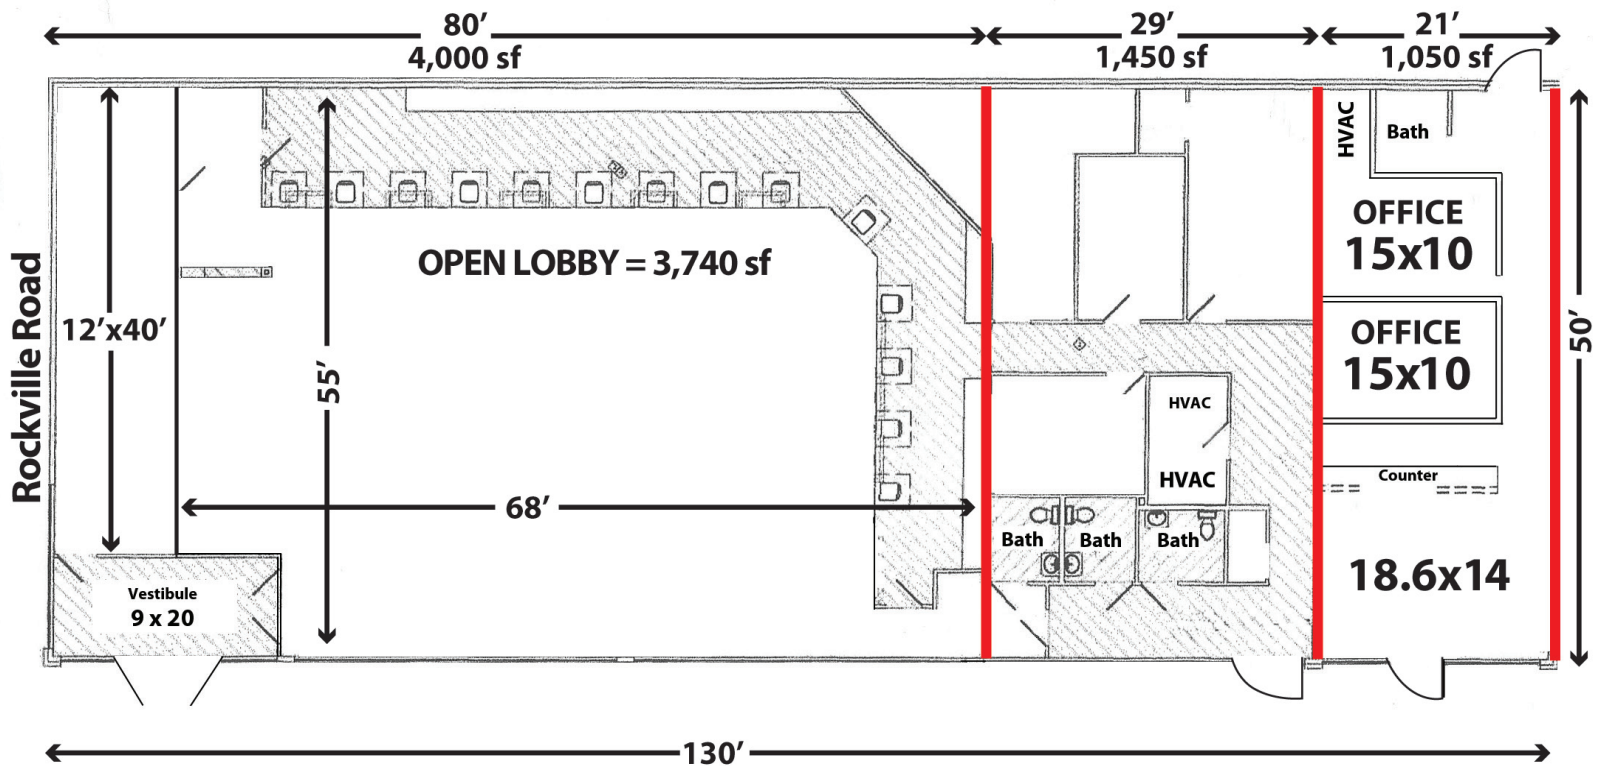 80’
4,000 sf
29’
1,450 sf
21’
1,050 sf
HVAC
Bath
OFFICE
15x10
OPEN LOBBY = 3,740 sf
Rockville Road
12’x40’
55’
OFFICE
15x10
50’
HVAC
HVAC
Counter
68’
Bath
Bath
Bath
18.6x14
Vestibule
9 x 20
130’